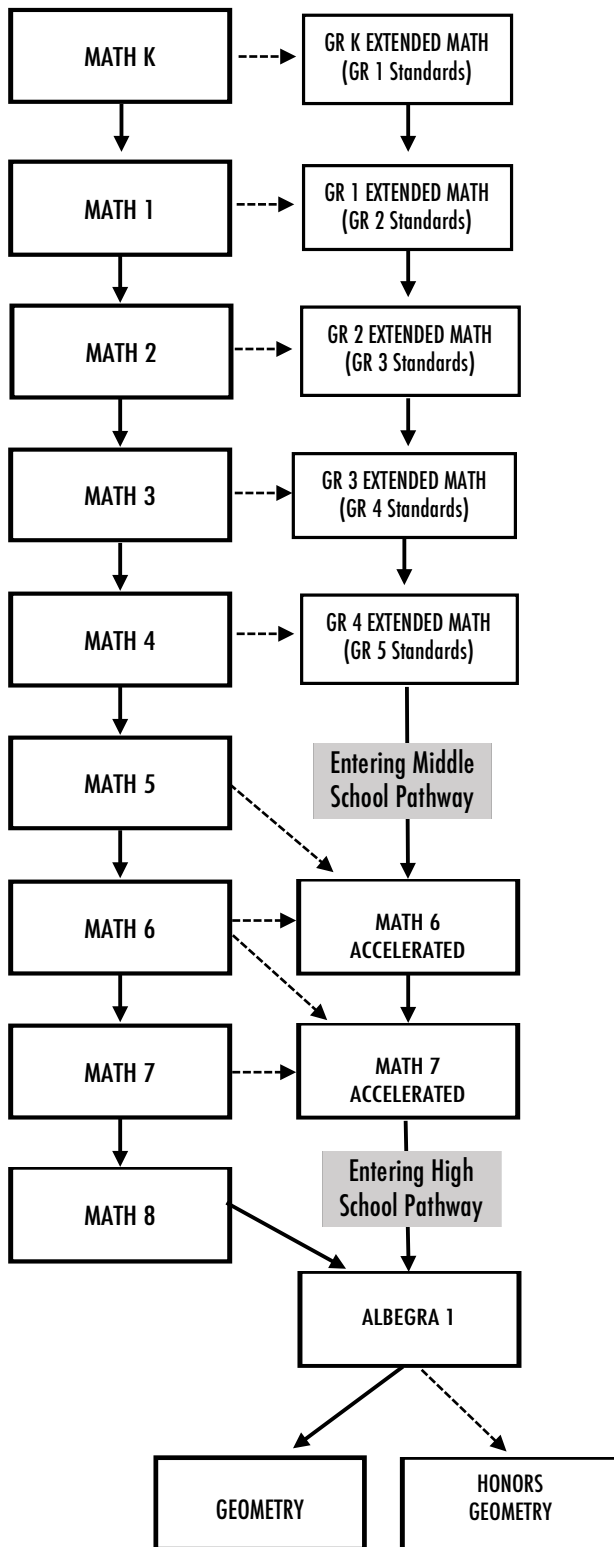 MATH K
GR K EXTENDED MATH
(GR 1 Standards)
MATH 1
GR 1 EXTENDED MATH
(GR 2 Standards)
MATH 2
GR 2 EXTENDED MATH
(GR 3 Standards)
MATH 3
GR 3 EXTENDED MATH
(GR 4 Standards)
MATH 4
GR 4 EXTENDED MATH
(GR 5 Standards)
MATH 5
Entering Middle
School Pathway
MATH 6
MATH 6
ACCELERATED
MATH 7
MATH 7
ACCELERATED
MATH 8
Entering High
School Pathway
ALBEGRA 1
GEOMETRY
HONORS
GEOMETRY